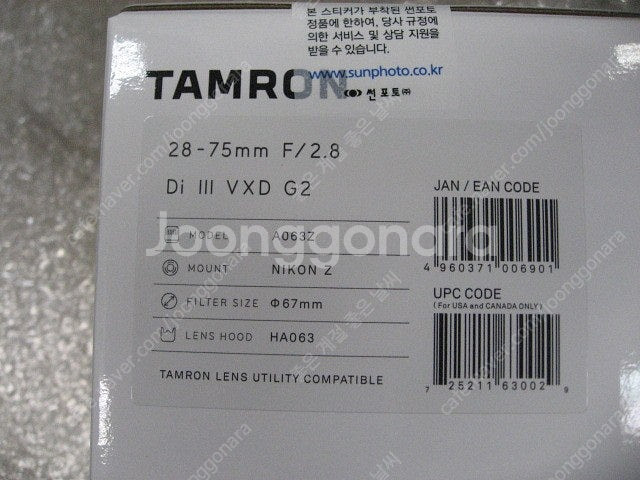 본 스티커가 부착된 썬포토
정품에 한하여, 당사 규정에
의한 서비스 및 상담 지원을
받을 수 있습니다.
www.sunphoto.co.kr
썬포토㈜
TAMRON
28-75mm F/2.8
Di III VXD G2
MODEL A063Z
MOUNT NIKON Z
FILTER SIZE Φ67mm
LENS HOOD HA063
TAMRON LENS UTILITY COMPATIBLE
JAN / EAN CODE
4 960371 006901
UPC CODE
(For USA and CANADA ONLY)
7 25211 63002 9
Joonggonara